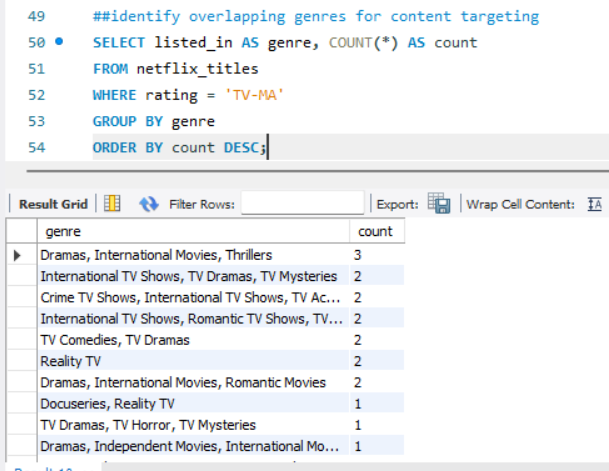 49 ##identify overlapping genres for content targeting
50 SELECT listed_in AS genre, COUNT(*) AS count
51 FROM netflix_titles
52 WHERE rating = 'TV-MA'
53 GROUP BY genre
54 ORDER BY count DESC;
Result Grid Filter Rows: Export: Wrap Cell Content: IA
genre count
Dramas, International Movies, Thrillers 3
International TV Shows, TV Dramas, TV Mysteries 2
Crime TV Shows, International TV Shows, TV Ac... 2
International TV Shows, Romantic TV Shows, TV... 2
TV Comedies, TV Dramas 2
Reality TV 2
Dramas, International Movies, Romantic Movies 2
Docuseries, Reality TV 1
TV Dramas, TV Horror, TV Mysteries 1
Dramas, Independent Movies, International Mo... 1